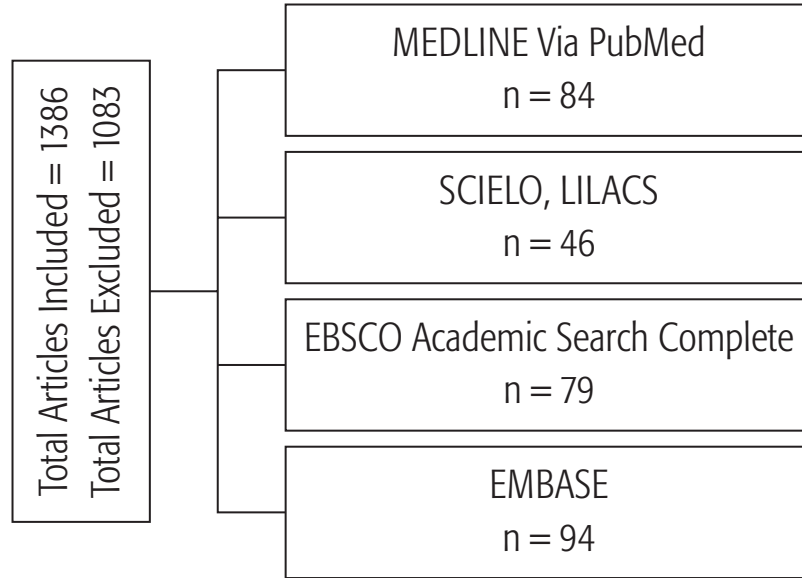 Total Articles Included = 1386
Total Articles Excluded = 1083
MEDLINE Via PubMed
n = 84
SCIELO, LILACS
n = 46
EBSCO Academic Search Complete
n = 79
EMBASE
n = 94